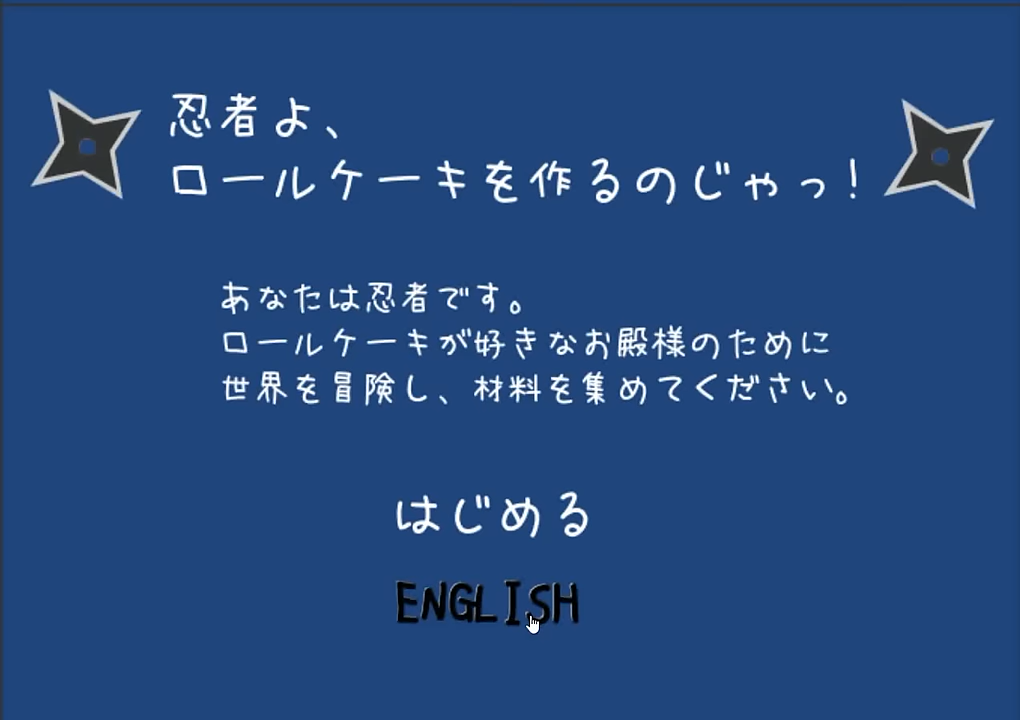 忍者よ、
ロールケーキを作るのじゃっ！
あなたは忍者です。
ロールケーキが好きなお殿様のために
世界を冒険し、材料を集めてください。
はじめる
ENGLISH